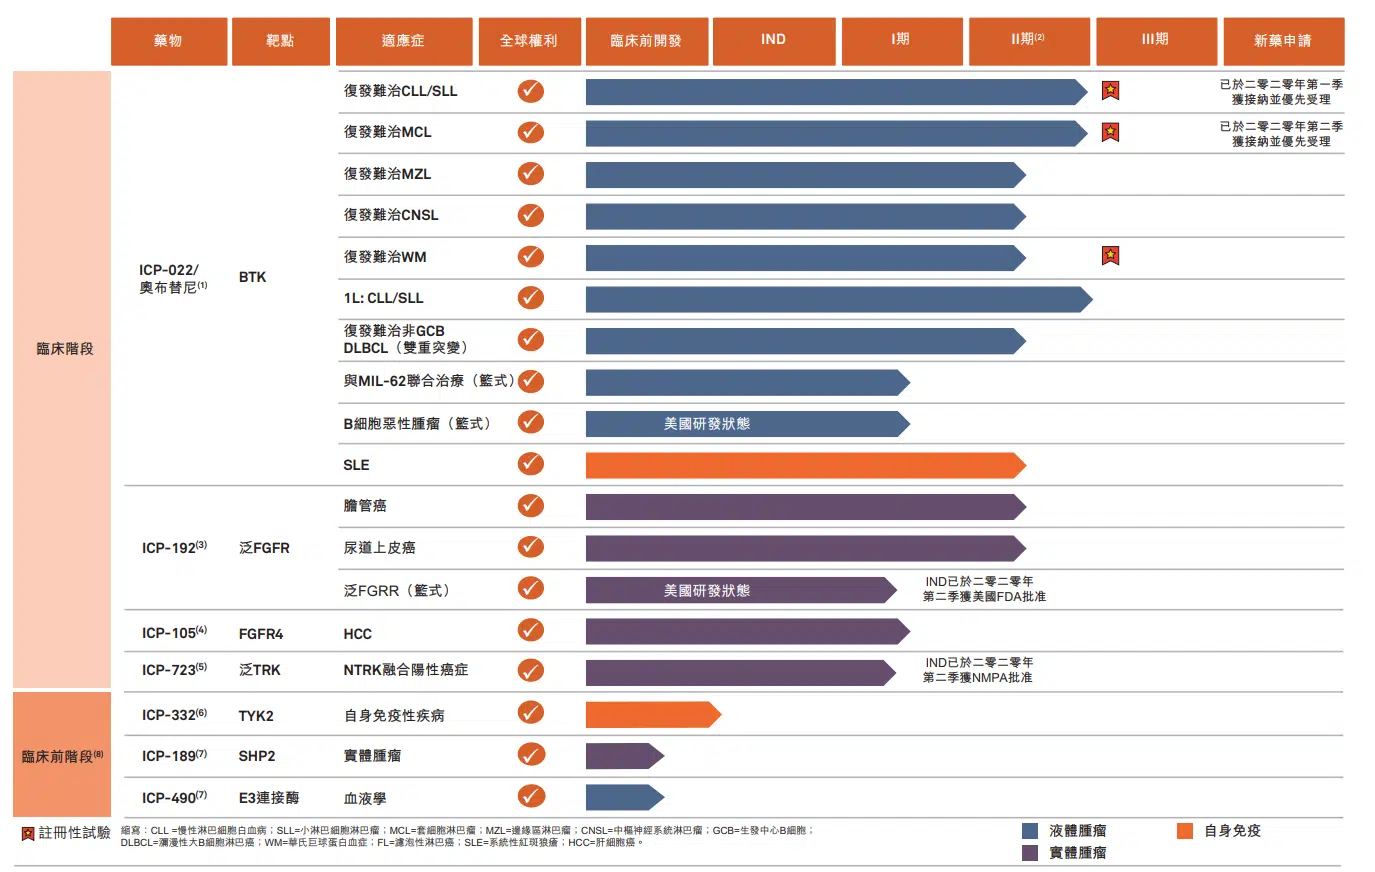 藥物 靶點 適應症 全球權利 臨床前開發 IND I期 II期(2) III期 新藥申請
臨床階段
ICP-022/
奧布替尼(1)
BTK
復發難治CLL/SLL
已於二零二零年第一季
獲接納並優先受理
復發難治MCL
已於二零二零年第二季
獲接納並優先受理
復發難治MZL
復發難治CNSL
復發難治WM
1L: CLL/SLL
復發難治非GCB
DLBCL（雙重突變）
與MIL-62聯合治療（籃式）
B細胞惡性腫瘤（籃式） 美國研發狀態
SLE
ICP-192(3) 泛FGFR
膽管癌
尿道上皮癌
泛FGRR（籃式） 美國研發狀態
IND已於二零二零年
第二季獲美國FDA批准
ICP-105(4) FGFR4 HCC
ICP-723(5) 泛TRK NTRK融合陽性癌症
IND已於二零二零年
第二季獲NMPA批准
臨床前階段(8)
ICP-332(6) TYK2 自身免疫性疾病
ICP-189(7) SHP2 實體腫瘤
ICP-490(7) E3連接酶 血液學
註冊性試驗
縮寫：CLL =慢性淋巴細胞白血病；SLL=小淋巴細胞淋巴瘤；MCL=套細胞淋巴瘤；MZL=邊緣區淋巴瘤；CNSL=中樞神經系統淋巴瘤；GCB=生發中心B細胞；
DLBCL=瀰漫性大B細胞淋巴癌；WM=華氏巨球蛋白血症；FL=濾泡性淋巴癌；SLE=系統性紅斑狼瘡；HCC=肝細胞癌。
液體腫瘤 自身免疫
實體腫瘤